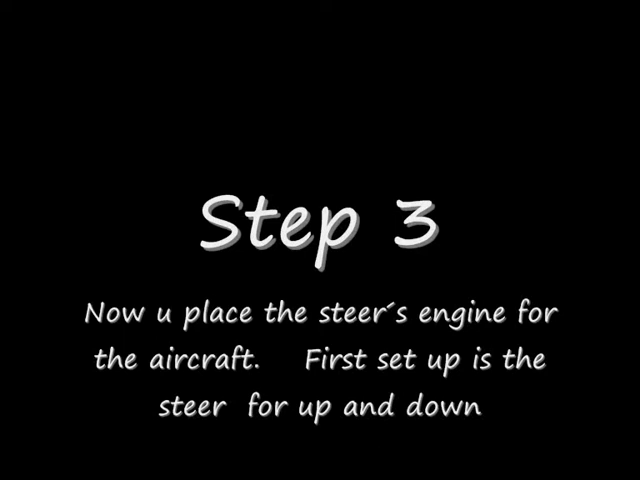 Step 3
Now u place the steer´s engine for
the aircraft. First set up is the
steer for up and down